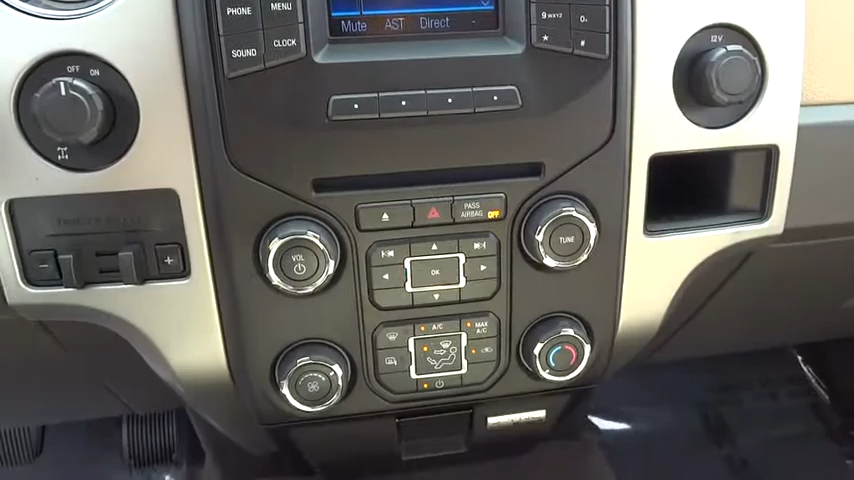 PHONE MENU
SOUND CLOCK
Mute AST Direct
9 WXYZ 0
* #
OFF ON
12V
PASS AIRBAG OFF
VOL
OK
TUNE
A/C
MAX A/C